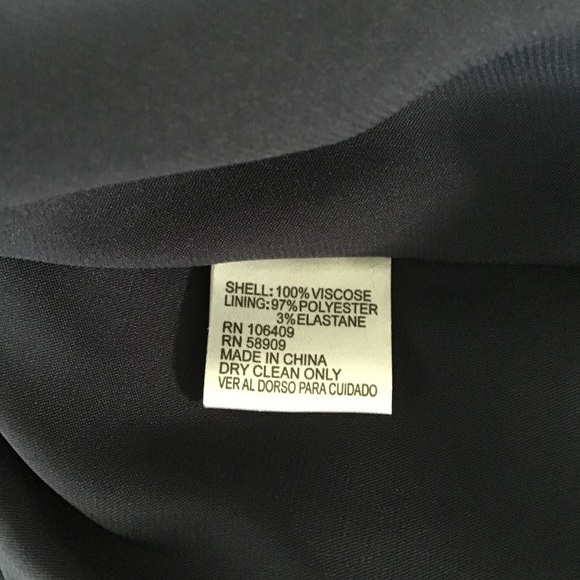 SHELL:100%VISCOSE
LINING:97%POLYESTER
3%ELASTANE
RN 106409
RN 58909
MADE IN CHINA
DRY CLEAN ONLY
VER AL DORSO PARA CUIDADO